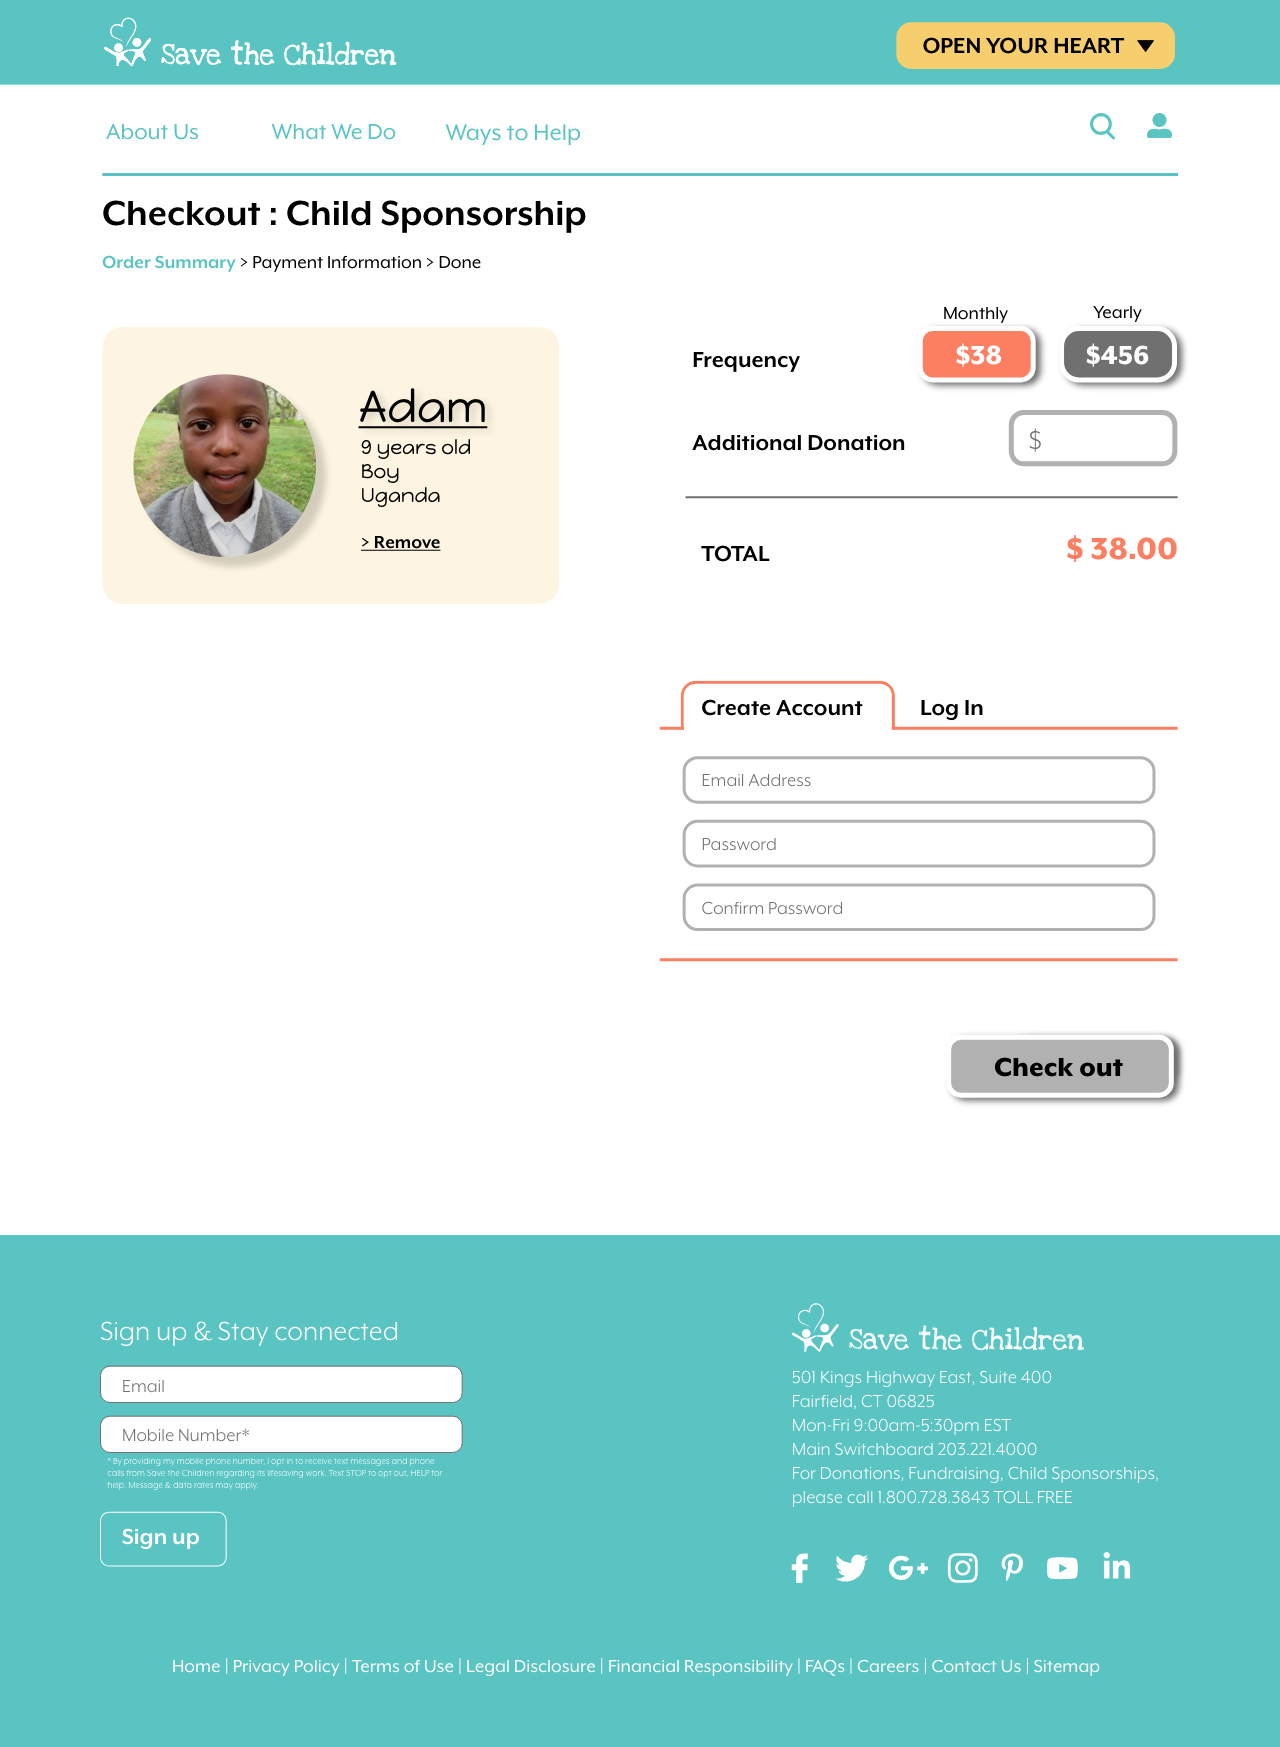 Save the Children
OPEN YOUR HEART
About Us
What We Do
Ways to Help
Checkout : Child Sponsorship
Order Summary > Payment Information > Done
Adam
9 years old
Boy
Uganda
> Remove
Monthly
Yearly
Frequency
$38
$456
Additional Donation
$
TOTAL
$ 38.00
Create Account
Log In
Email Address
Password
Confirm Password
Check out
Sign up & Stay connected
Email
Mobile Number*
* By providing my mobile phone number, I opt in to receive text messages and phone
calls from Save the Children regarding its lifesaving work. Text STOP to opt out, HELP for
help. Message & data rates may apply.
Sign up
Save the Children
501 Kings Highway East, Suite 400
Fairfield, CT 06825
Mon-Fri 9:00am-5:30pm EST
Main Switchboard 203.221.4000
For Donations, Fundraising, Child Sponsorships,
please call 1.800.728.3843 TOLL FREE
Home | Privacy Policy | Terms of Use | Legal Disclosure | Financial Responsibility | FAQs | Careers | Contact Us | Sitemap